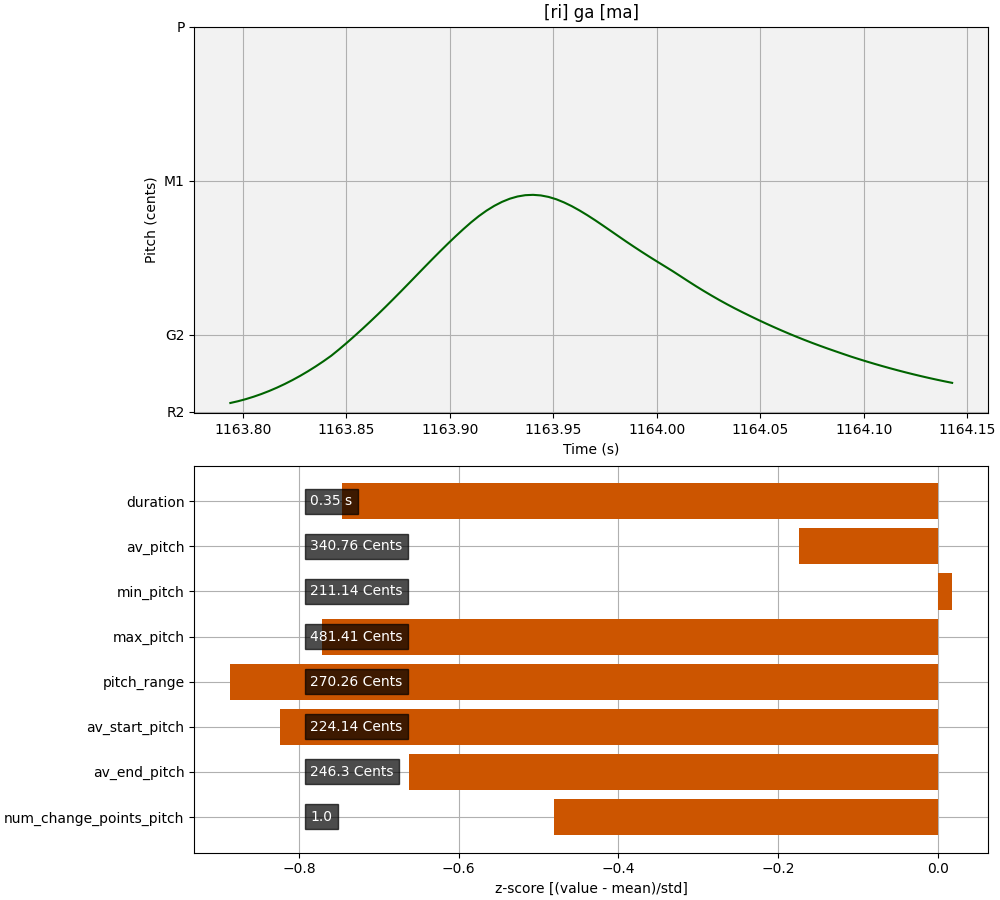 [ri] ga [ma]
P
M1
G2
R2
Pitch (cents)
1163.80 1163.85 1163.90 1163.95 1164.00 1164.05 1164.10 1164.15
Time (s)
duration 0.35 s
av_pitch 340.76 Cents
min_pitch 211.14 Cents
max_pitch 481.41 Cents
pitch_range 270.26 Cents
av_start_pitch 224.14 Cents
av_end_pitch 246.3 Cents
num_change_points_pitch 1.0
−0.8 −0.6 −0.4 −0.2 0.0
z-score [(value - mean)/std]